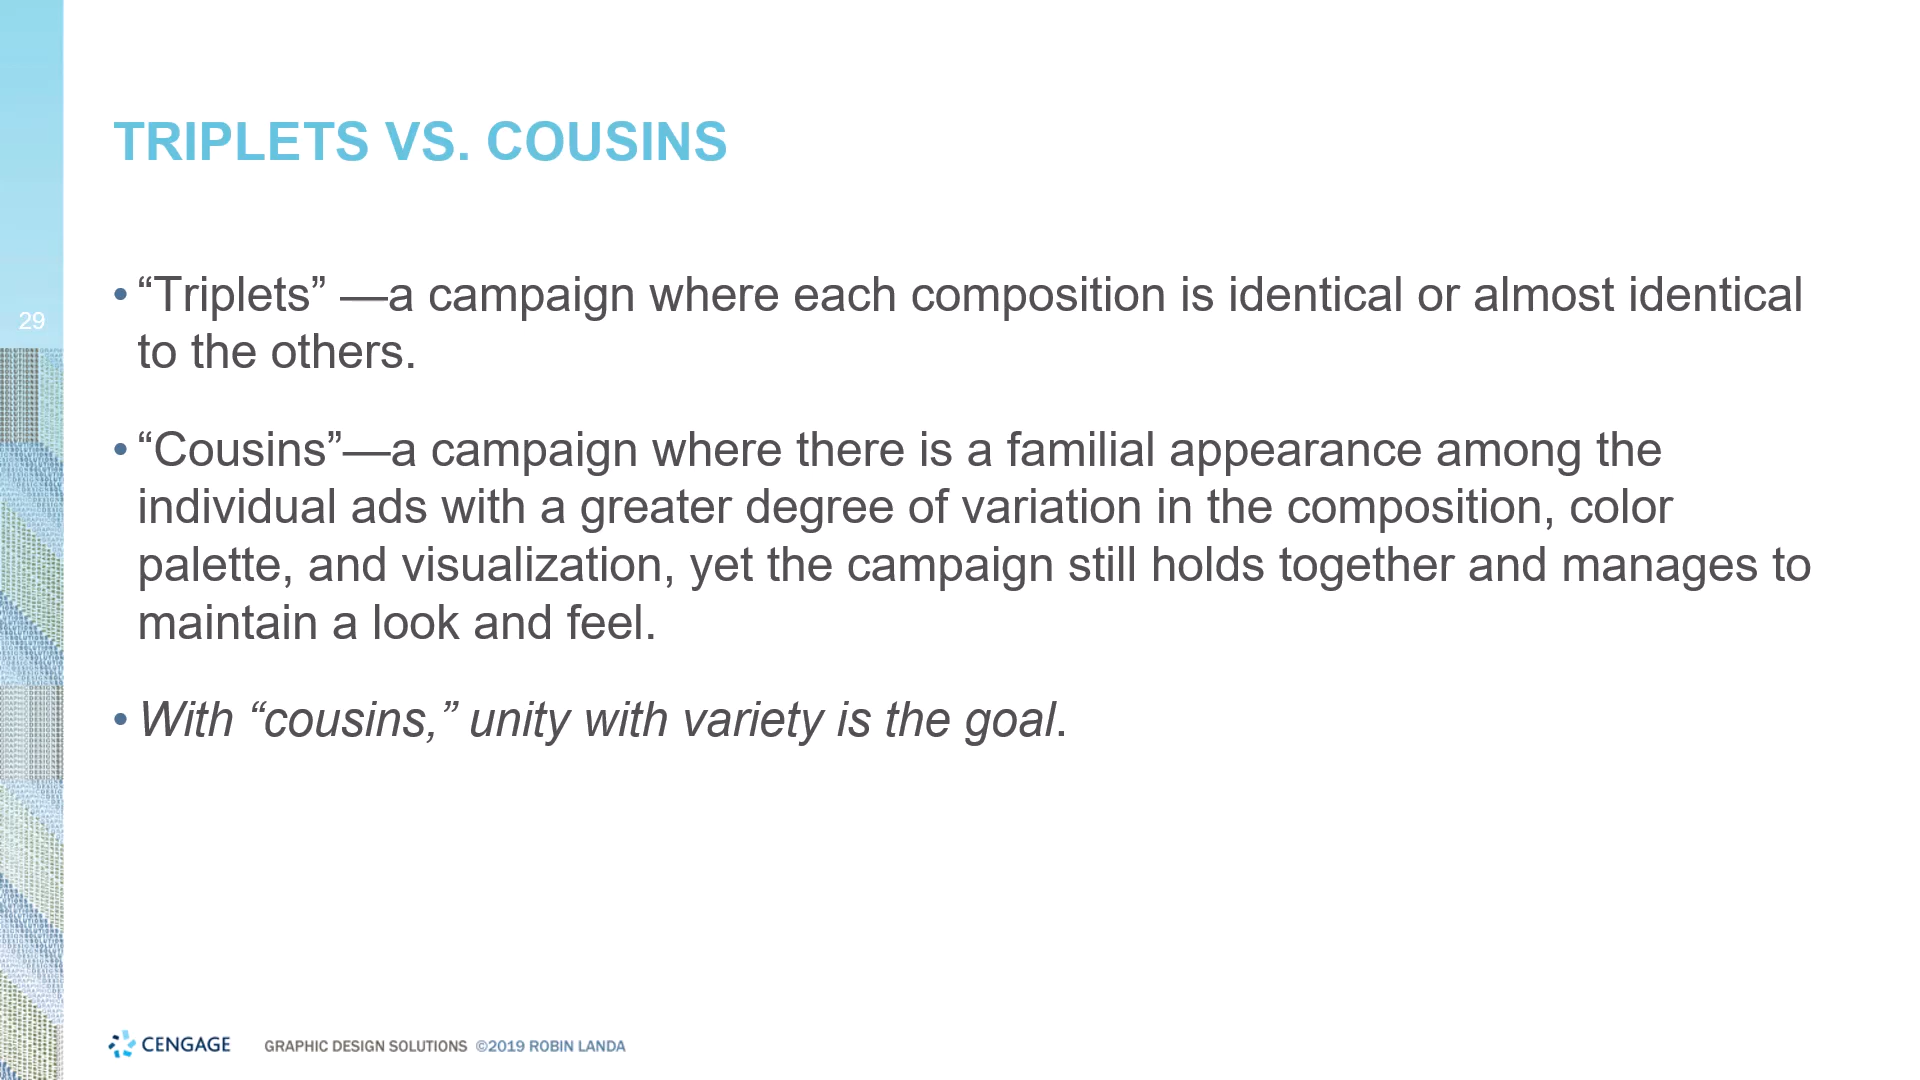 TRIPLETS VS. COUSINS
• “Triplets” —a campaign where each composition is identical or almost identical
to the others.
29
• “Cousins”—a campaign where there is a familial appearance among the
individual ads with a greater degree of variation in the composition, color
palette, and visualization, yet the campaign still holds together and manages to
maintain a look and feel.
• With “cousins,” unity with variety is the goal.
CENGAGE GRAPHIC DESIGN SOLUTIONS ©2019 ROBIN LANDA